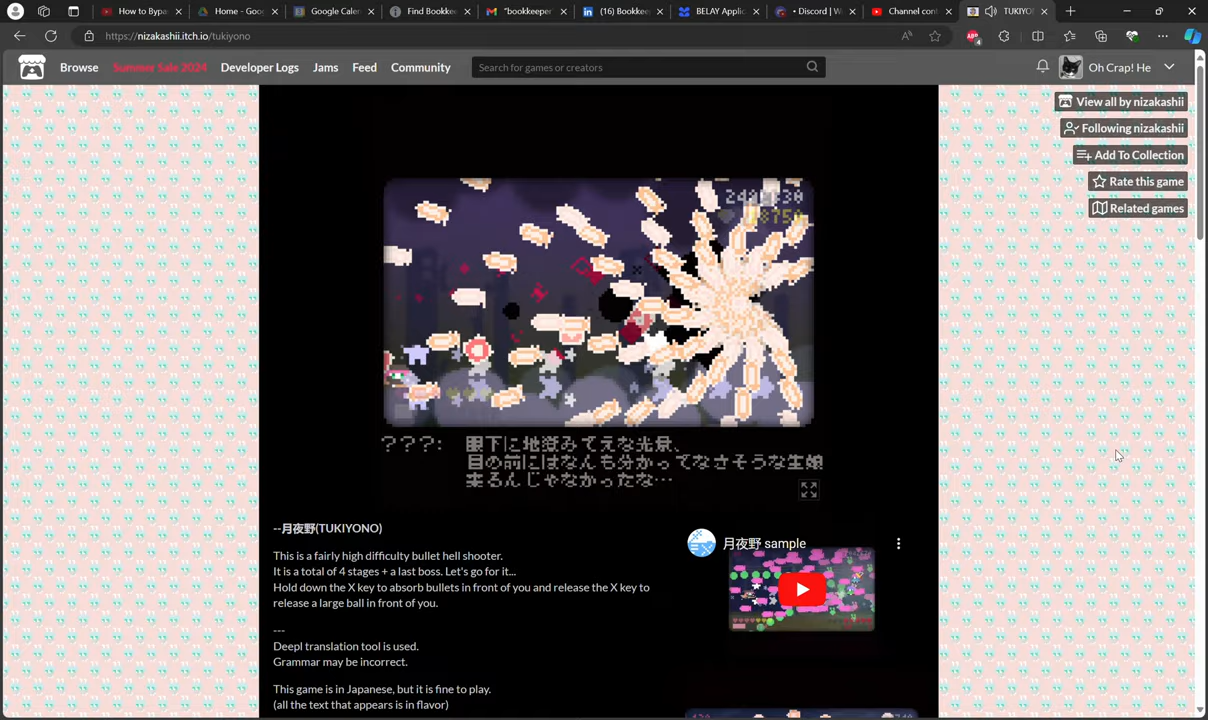 How to Bypa
Home - Goo
Google Cale
Find Bookke
"bookkeeper"
(16) Bookkee
BELAY Applic
• Discord | W
Channel cont
TUKIYO
https://nizakashii.itch.io/tukiyono
Browse
Summer Sale 2024
Developer Logs
Jams
Feed
Community
Search for games or creators
Oh Crap! He
View all by nizakashii
Following nizakashii
Add To Collection
Rate this game
Related games
???: 眼下に地獄みてえな光景、
目の前にはなんも分かってなさそうな生娘
来るんじゃなかったな…
--月夜野(TUKIYONO)
This is a fairly high difficulty bullet hell shooter.
It is a total of 4 stages + a last boss. Let's go for it...
Hold down the X key to absorb bullets in front of you and release the X key to
release a large ball in front of you.
---
Deepl translation tool is used.
Grammar may be incorrect.
This game is in Japanese, but it is fine to play.
(all the text that appears is in flavor)
月夜野 sample